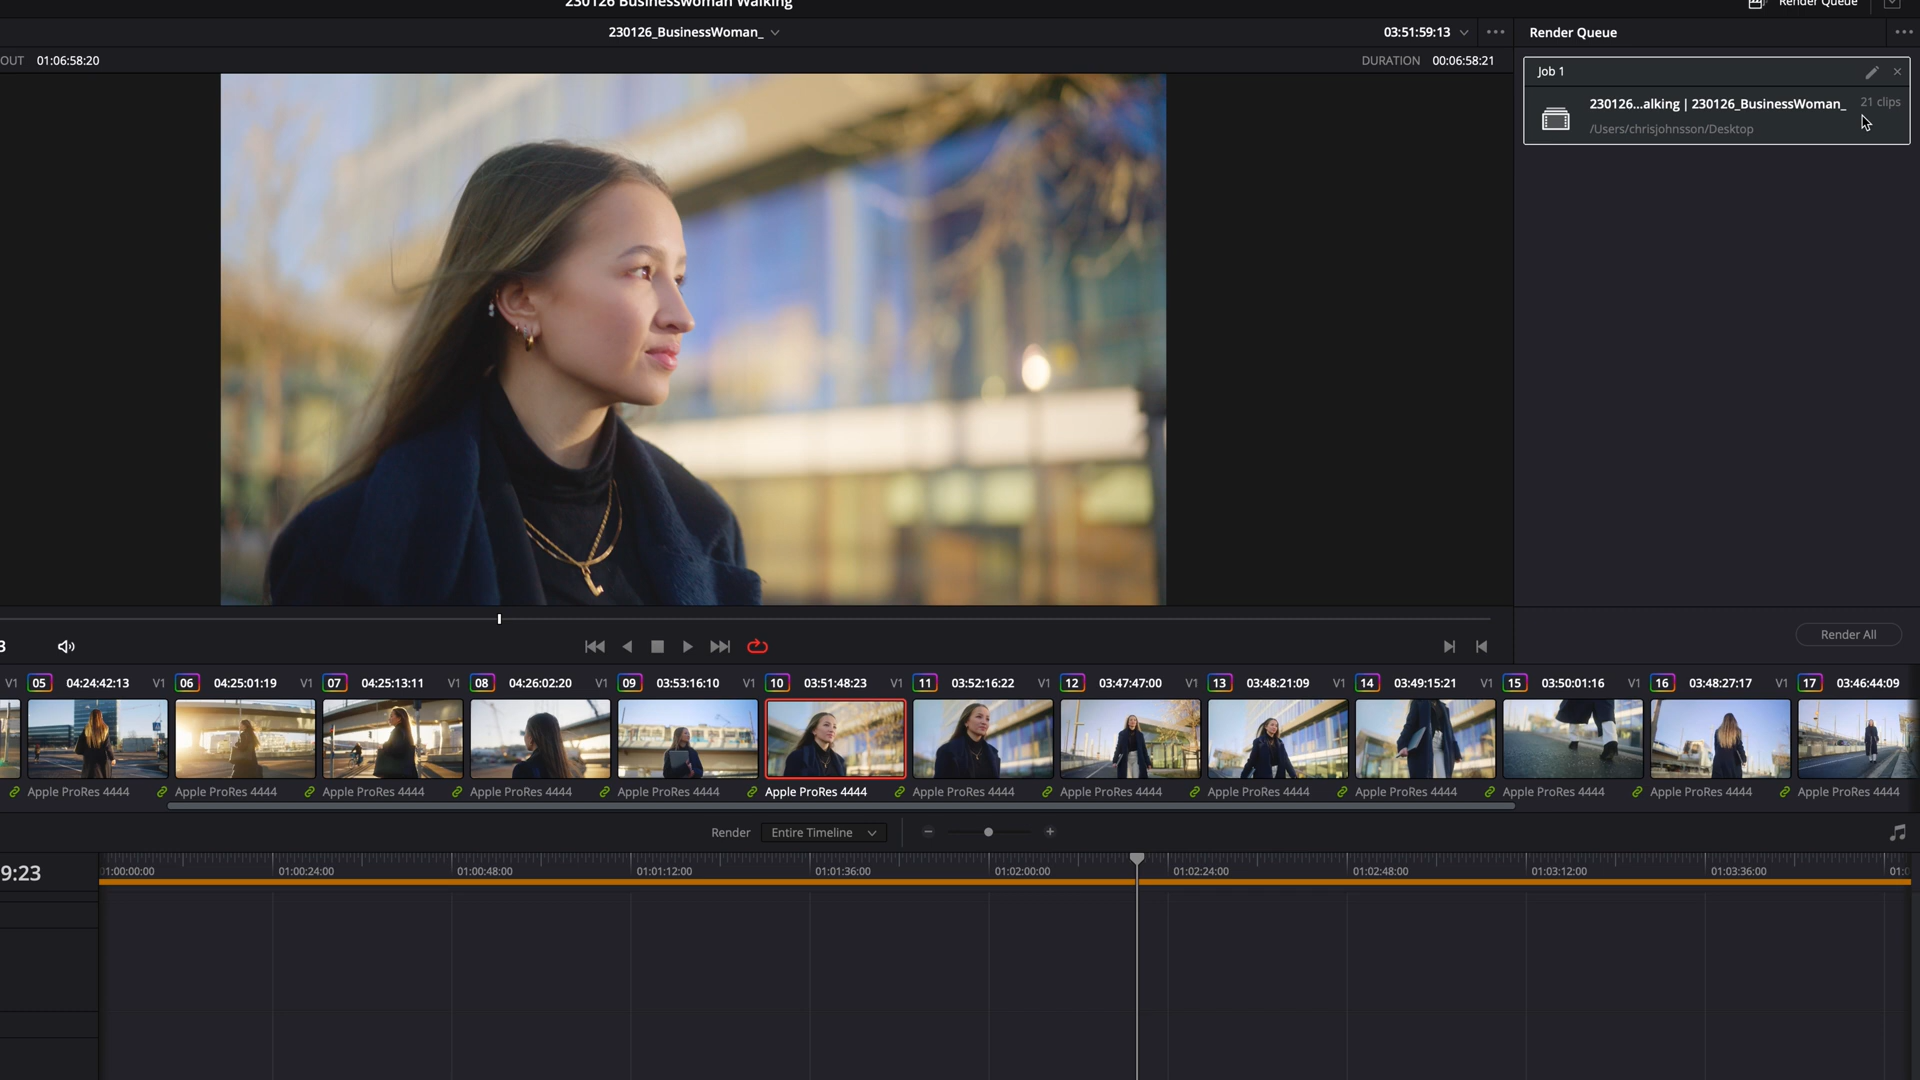 230126 Businesswoman Walking
Render Queue
230126_BusinessWoman_
03:51:59:13
Render Queue
OUT 01:06:58:20
DURATION 00:06:58:21
Job 1
230126...alking | 230126_BusinessWoman_
21 clips
/Users/chrisjohnsson/Desktop
Render All
V1 05 04:24:42:13 V1 06 04:25:01:19 V1 07 04:25:13:11 V1 08 04:26:02:20 V1 09 03:53:16:10 V1 10 03:51:48:23 V1 11 03:52:16:22 V1 12 03:47:47:00 V1 13 03:48:21:09 V1 14 03:49:15:21 V1 15 03:50:01:16 V1 16 03:48:27:17 V1 17 03:46:44:09
Apple ProRes 4444 Apple ProRes 4444 Apple ProRes 4444 Apple ProRes 4444 Apple ProRes 4444 Apple ProRes 4444 Apple ProRes 4444 Apple ProRes 4444 Apple ProRes 4444 Apple ProRes 4444 Apple ProRes 4444 Apple ProRes 4444 Apple ProRes 4444
Render Entire Timeline
9:23
01:00:00:00 01:00:24:00 01:00:48:00 01:01:12:00 01:01:36:00 01:02:00:00 01:02:24:00 01:02:48:00 01:03:12:00 01:03:36:00 01:0